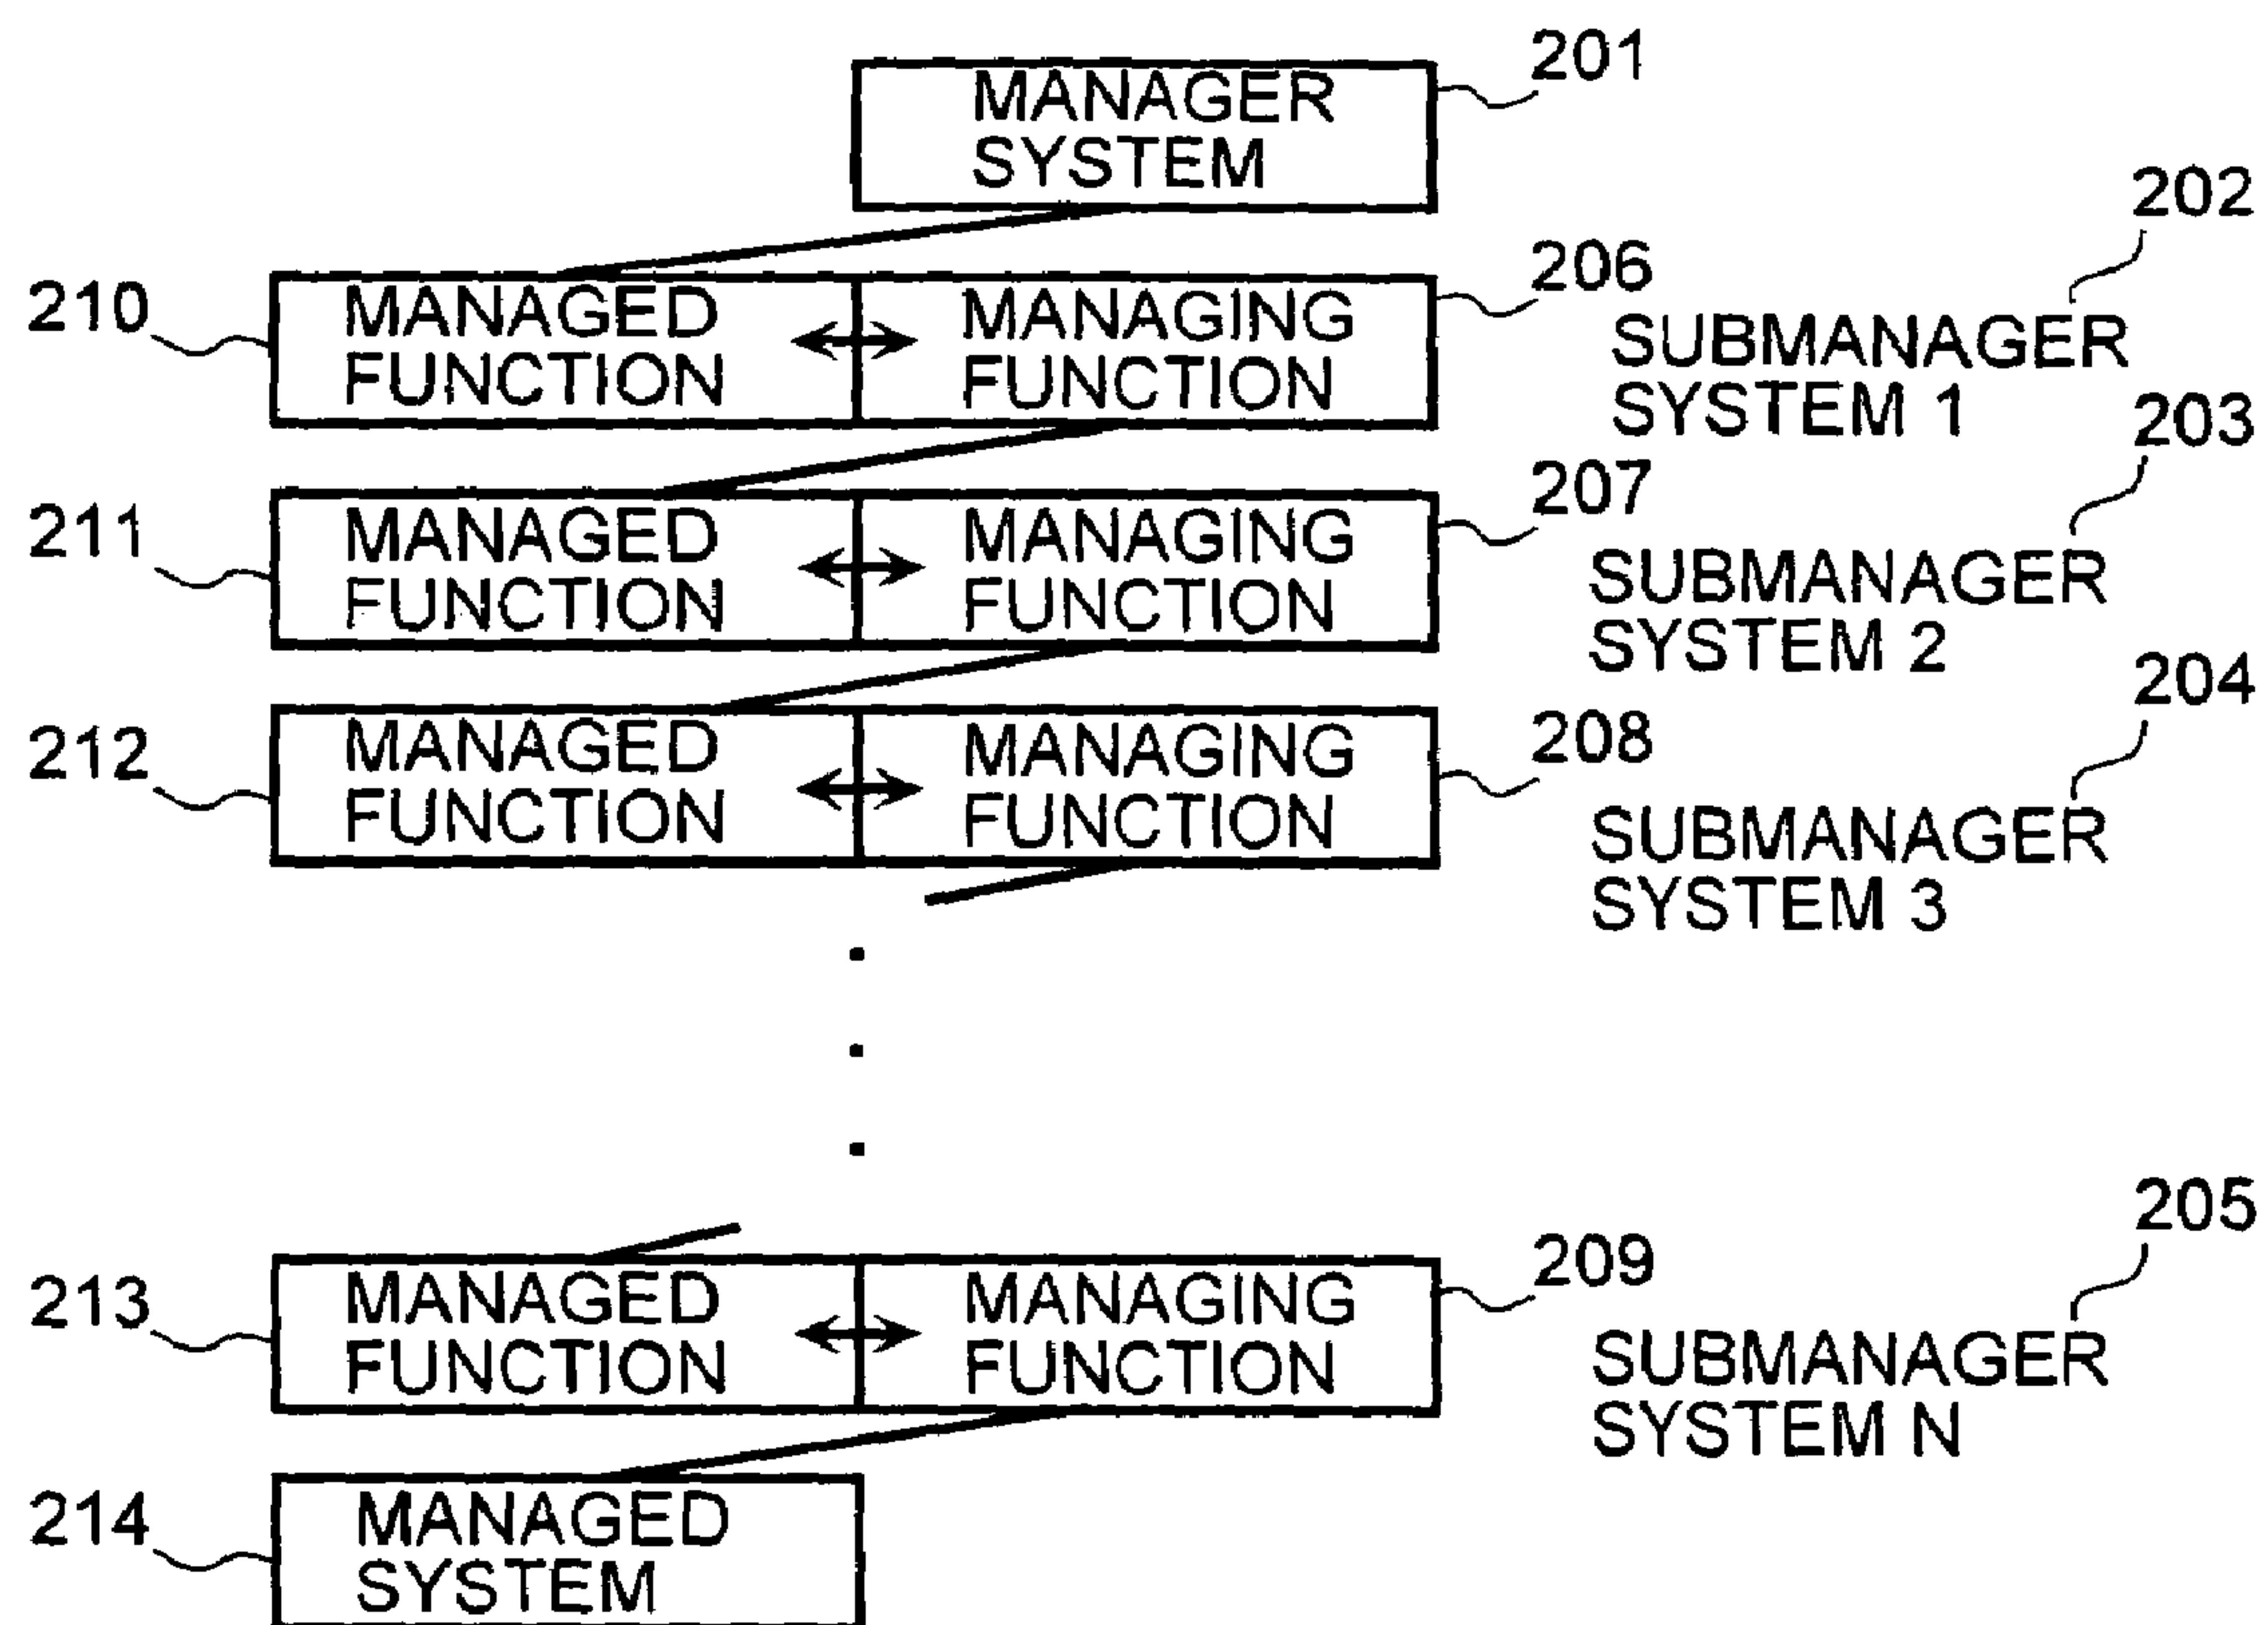 201
MANAGER
SYSTEM
202
210
MANAGED
FUNCTION
MANAGING
FUNCTION
206
SUBMANAGER
SYSTEM 1
203
211
MANAGED
FUNCTION
MANAGING
FUNCTION
207
SUBMANAGER
SYSTEM 2
204
212
MANAGED
FUNCTION
MANAGING
FUNCTION
208
SUBMANAGER
SYSTEM 3
205
213
MANAGED
FUNCTION
MANAGING
FUNCTION
209
SUBMANAGER
SYSTEM N
214
MANAGED
SYSTEM